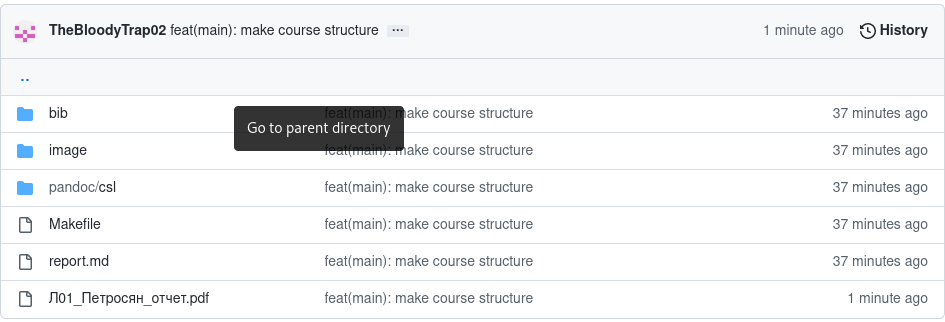 TheBloodyTrap02 feat(main): make course structure ... 1 minute ago History
..
bib feat(main): make course structure 37 minutes ago
Go to parent directory
image feat(main): make course structure 37 minutes ago
pandoc/csl feat(main): make course structure 37 minutes ago
Makefile feat(main): make course structure 37 minutes ago
report.md feat(main): make course structure 37 minutes ago
Л01_Петросян_отчет.pdf feat(main): make course structure 1 minute ago